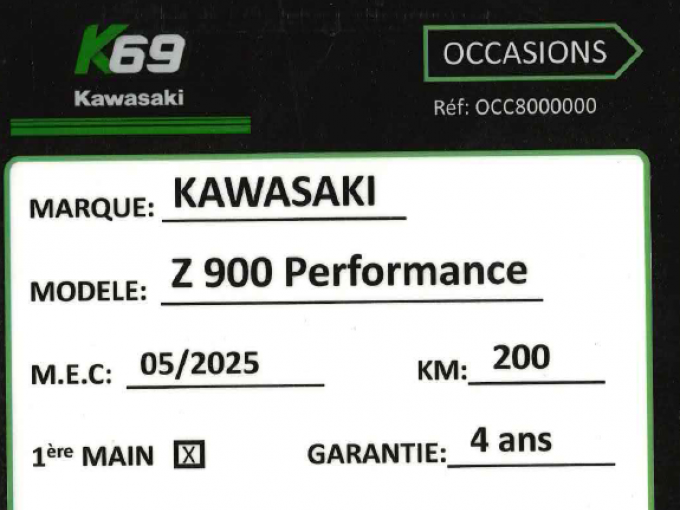 K69
Kawasaki
OCCASIONS
Réf: OCC8000000
MARQUE: KAWASAKI
MODELE: Z 900 Performance
M.E.C: 05/2025 KM: 200
1ère MAIN X GARANTIE: 4 ans